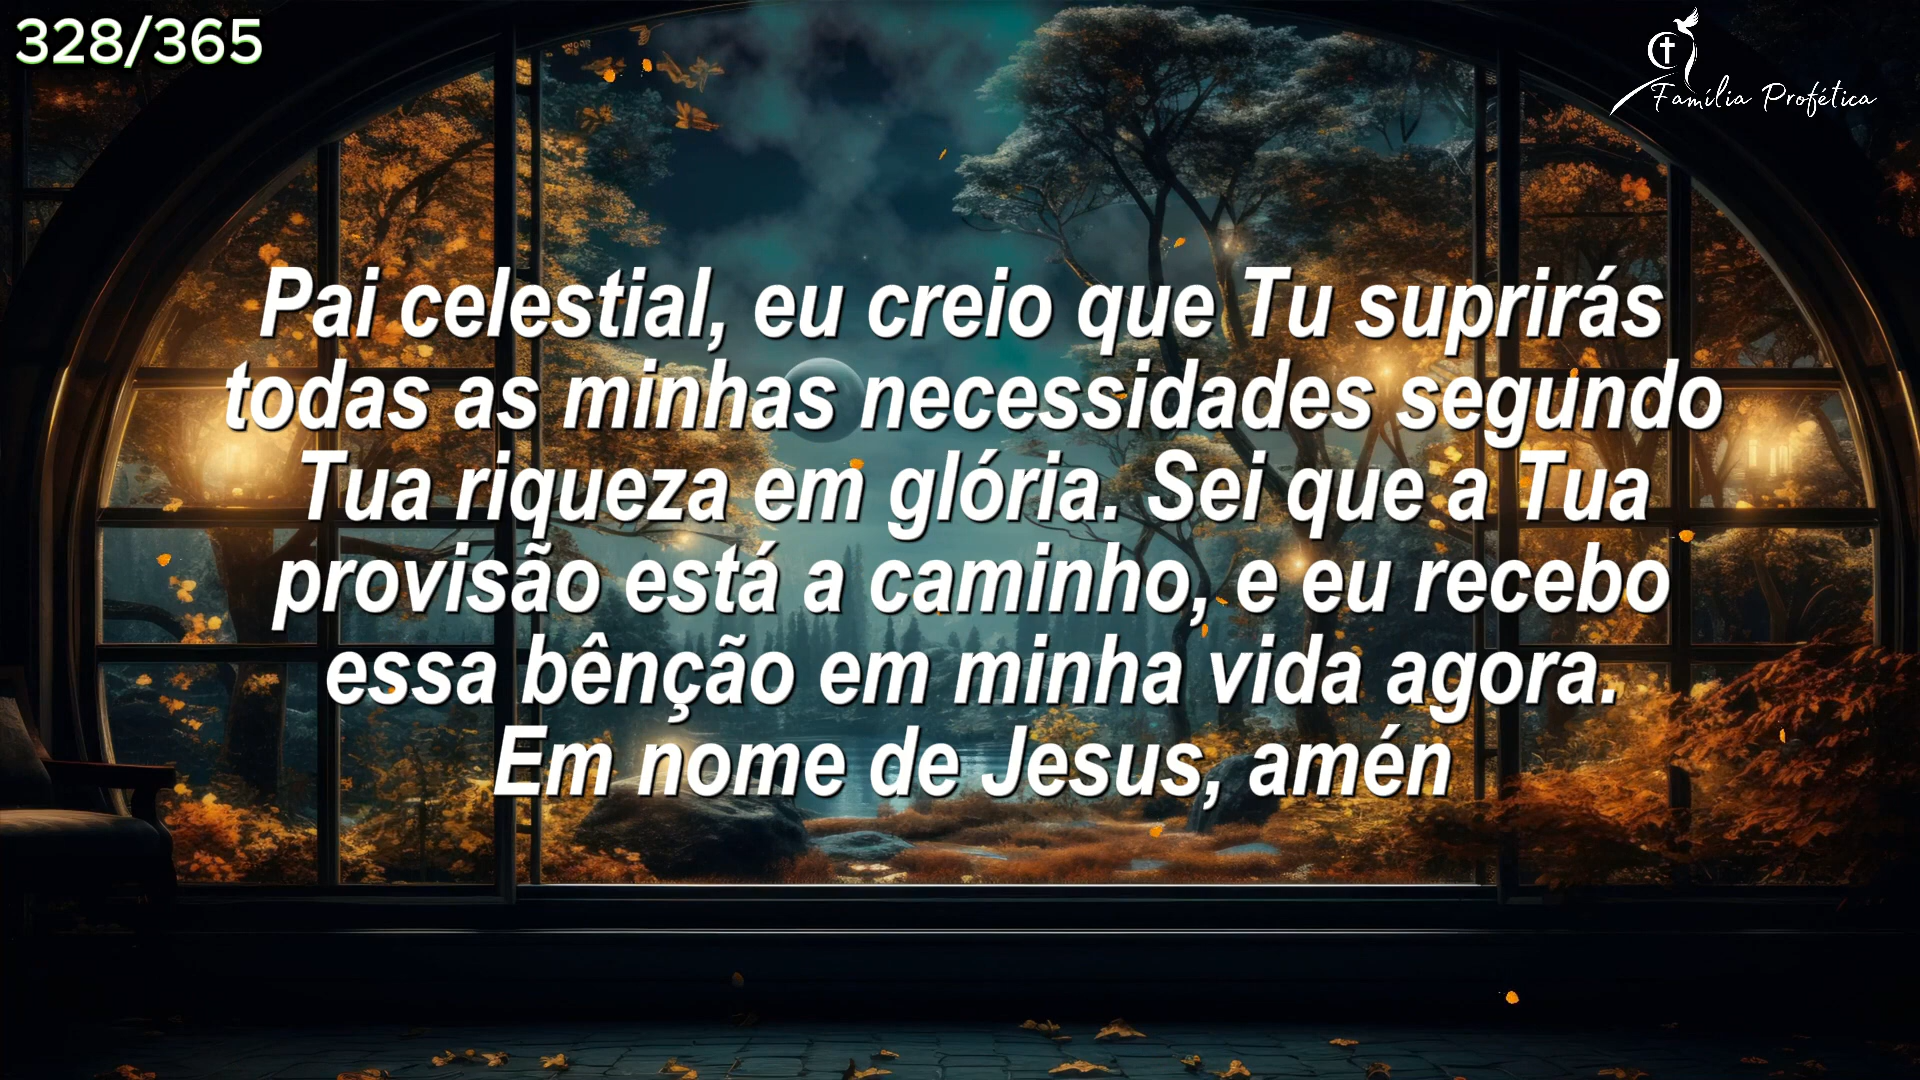 328/365
Família Profética
Pai celestial, eu creio que Tu suprirás
todas as minhas necessidades segundo
Tua riqueza em glória. Sei que a Tua
provisão está a caminho, e eu recebo
essa bênção em minha vida agora.
Em nome de Jesus, amén